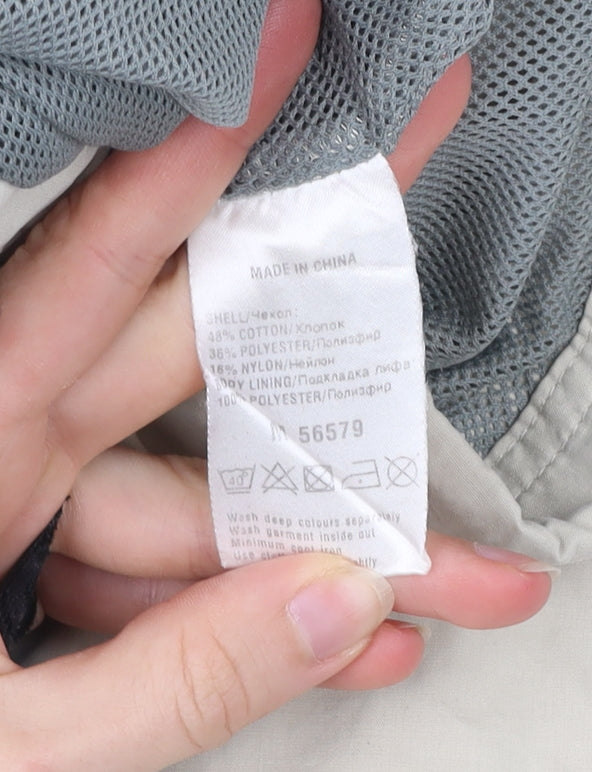 MADE IN CHINA
SHELL/Чехол:
48% COTTON/Хлопок
36% POLYESTER/Полиэфир
16% NYLON/Нейлон
BODY LINING/Подкладка лифа
100% POLYESTER/Полиэфир
M 56579
40°
Wash deep colours separately
Wash garment inside out
Minimum cool iron
Use